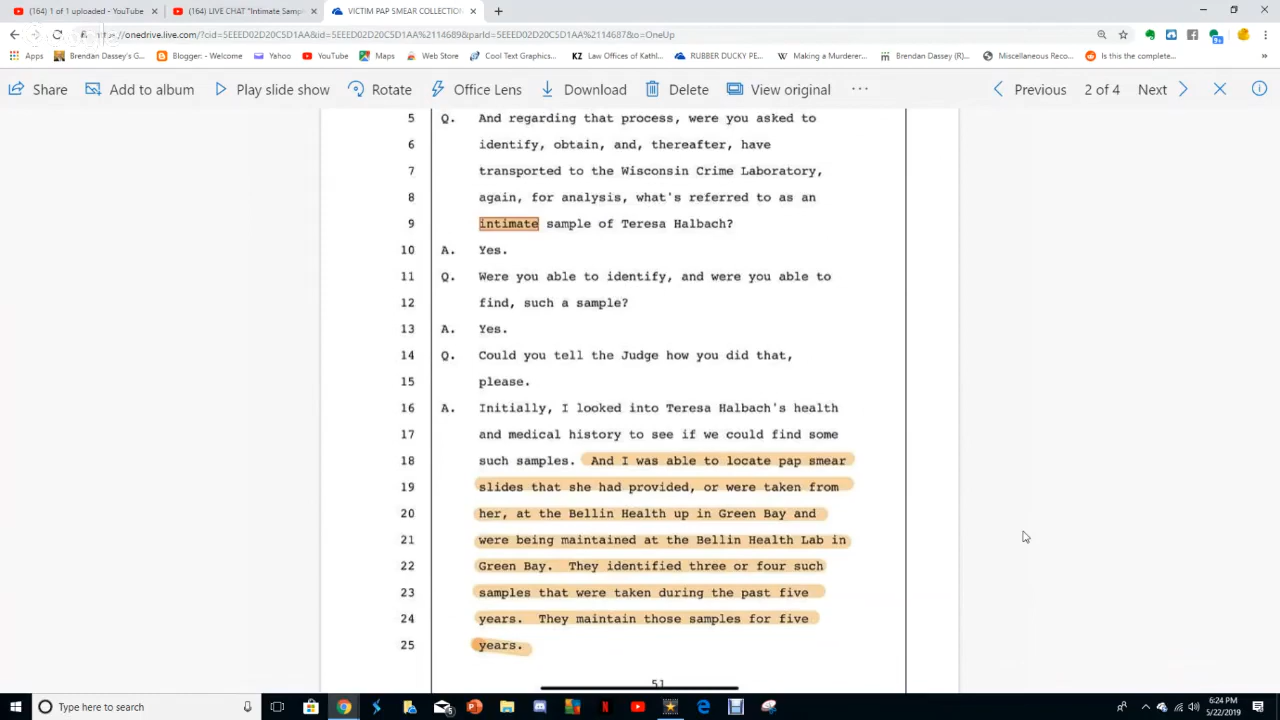 (164) 1 of 1 uploaded - YouTube
(164) LIVE CHAT "Intimate Samp
VICTIM PAP SMEAR COLLECTION
https://onedrive.live.com/?cid=5EEED02D20C5D1AA&id=5EEED02D20C5D1AA%2114689&parId=5EEED02D20C5D1AA%2114687&o=OneUp
Apps
Brendan Dassey's G...
Blogger: - Welcome
Yahoo
YouTube
Maps
Web Store
Cool Text Graphics...
KZ Law Offices of Kathl...
RUBBER DUCKY PE...
W Making a Murderer...
Brendan Dassey (R)...
Miscellaneous Reco...
Is this the complete...
»
Share
Add to album
Play slide show
Rotate
Office Lens
Download
Delete
View original
···
Previous
2 of 4
Next
5 Q. And regarding that process, were you asked to
6 identify, obtain, and, thereafter, have
7 transported to the Wisconsin Crime Laboratory,
8 again, for analysis, what's referred to as an
9 intimate sample of Teresa Halbach?
10 A. Yes.
11 Q. Were you able to identify, and were you able to
12 find, such a sample?
13 A. Yes.
14 Q. Could you tell the Judge how you did that,
15 please.
16 A. Initially, I looked into Teresa Halbach's health
17 and medical history to see if we could find some
18 such samples. And I was able to locate pap smear
19 slides that she had provided, or were taken from
20 her, at the Bellin Health up in Green Bay and
21 were being maintained at the Bellin Health Lab in
22 Green Bay. They identified three or four such
23 samples that were taken during the past five
24 years. They maintain those samples for five
25 years.
51
Type here to search
6:24 PM
5/22/2019